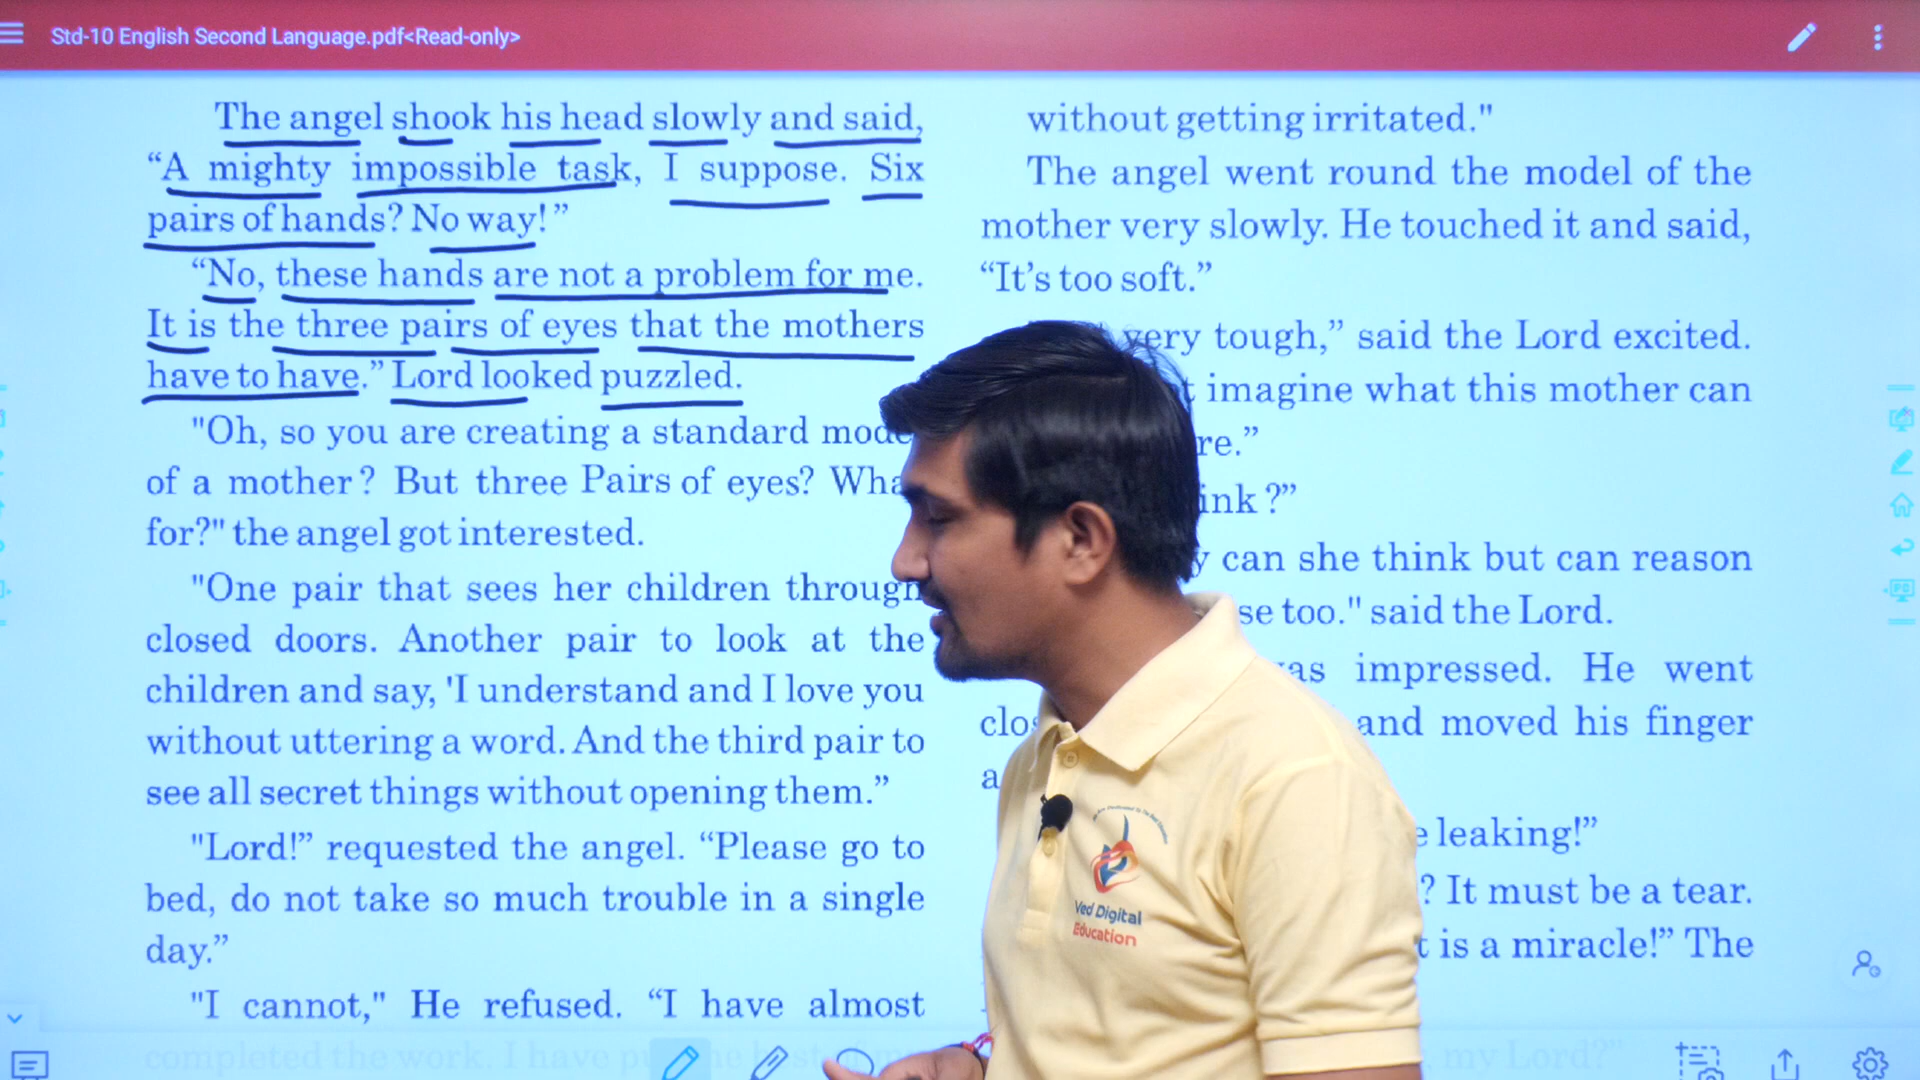 Std-10 English Second Language.pdf<Read-only>
The angel shook his head slowly and said,
“A mighty impossible task, I suppose. Six
pairs of hands? No way!”
“No, these hands are not a problem for me.
It is the three pairs of eyes that the mothers
have to have.” Lord looked puzzled.
"Oh, so you are creating a standard
of a mother? But three Pairs of eyes?
for?" the angel got interested.
"One pair that sees her children through
closed doors. Another pair to look at the
children and say, 'I understand and I love you
without uttering a word. And the third pair to
see all secret things without opening them.”
"Lord!” requested the angel. “Please go to
bed, do not take so much trouble in a single
day.”
"I cannot," He refused. “I have almost
completed the work. I have
without getting irritated."
The angel went round the model of the
mother very slowly. He touched it and said,
“It’s too soft.”
very tough,” said the Lord excited.
imagine what this mother can
can she think but can reason
too." said the Lord.
impressed. He went
and moved his finger
leaking!”
? It must be a tear.
is a miracle!” The
my Lord?”
Ved Digital
Education